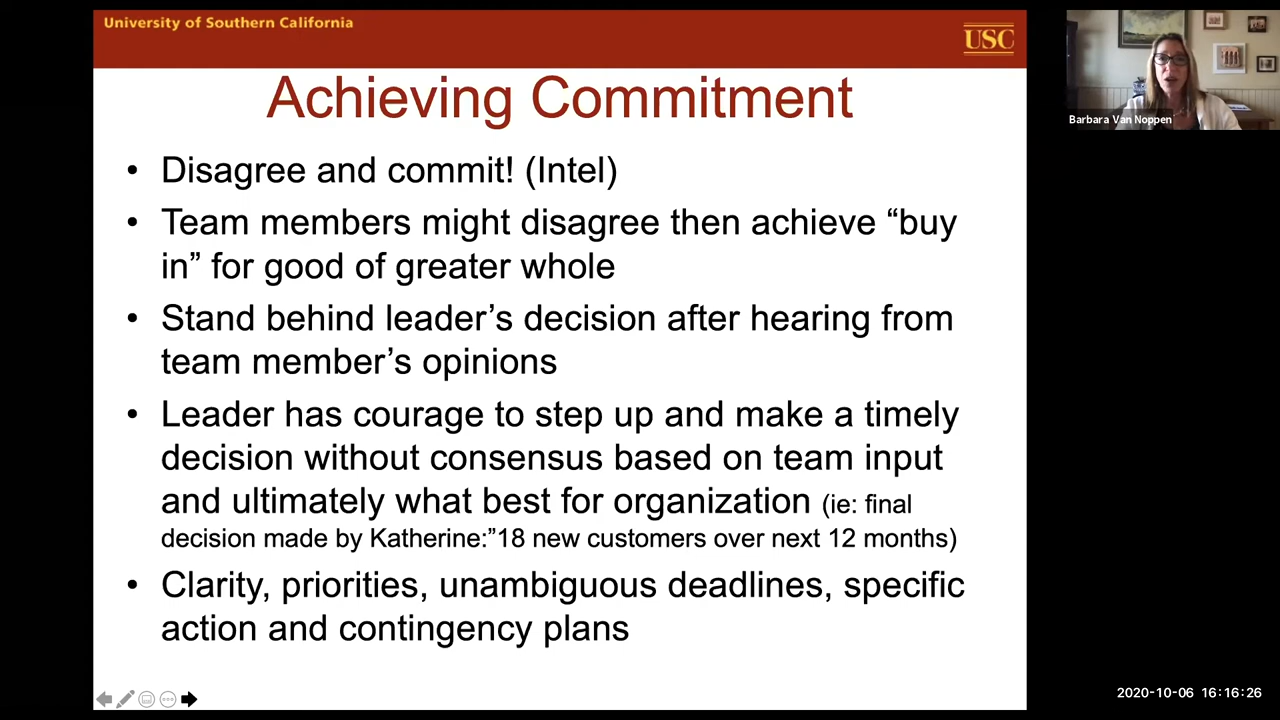 University of Southern California
USC
Achieving Commitment
• Disagree and commit! (Intel)
• Team members might disagree then achieve “buy
in” for good of greater whole
• Stand behind leader’s decision after hearing from
team member’s opinions
• Leader has courage to step up and make a timely
decision without consensus based on team input
and ultimately what best for organization (ie: final
decision made by Katherine:”18 new customers over next 12 months)
• Clarity, priorities, unambiguous deadlines, specific
action and contingency plans
Barbara Van Noppen
2020-10-06 16:16:26